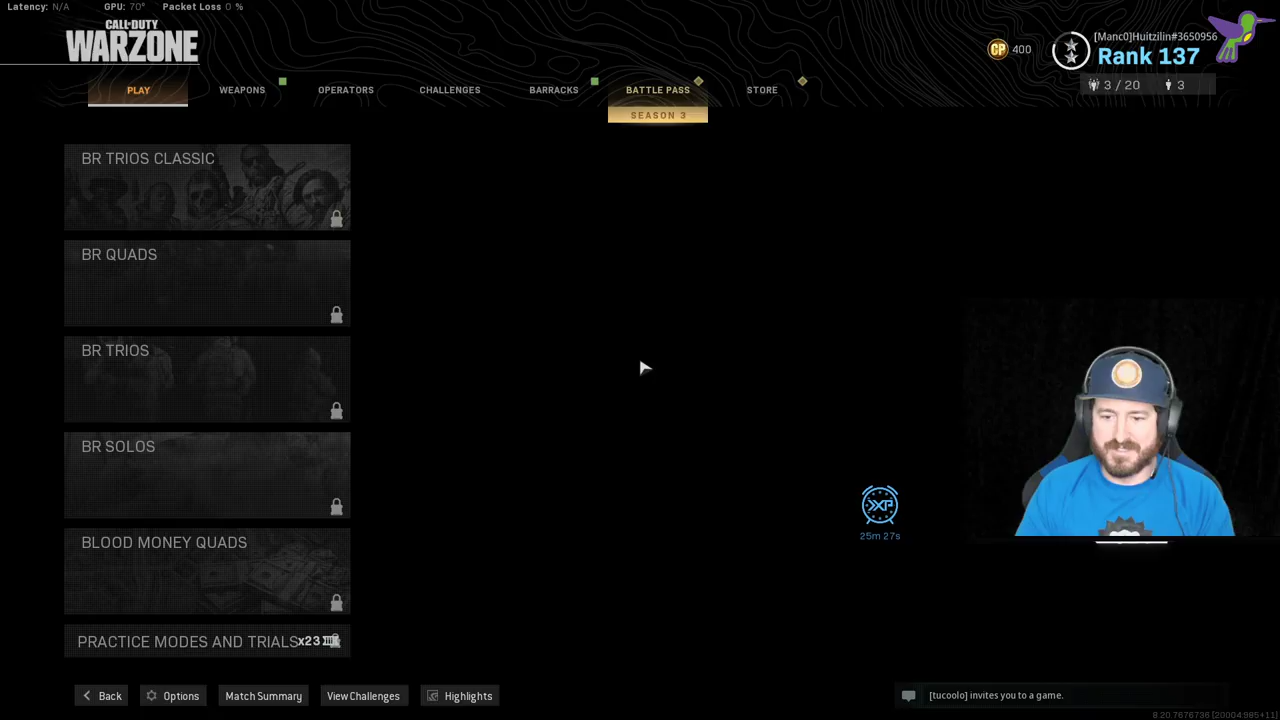 Latency: N/A GPU: 70° Packet Loss 0 %
CALL OF DUTY
WARZONE
400
[Manc0]Huitzilin#3650956
Rank 137
3 / 20 3
PLAY WEAPONS OPERATORS CHALLENGES BARRACKS BATTLE PASS STORE
SEASON 3
BR TRIOS CLASSIC
BR QUADS
BR TRIOS
BR SOLOS
BLOOD MONEY QUADS
PRACTICE MODES AND TRIALS
XP
25m 27s
Back Options Match Summary View Challenges Highlights
[tucoolo] invites you to a game.